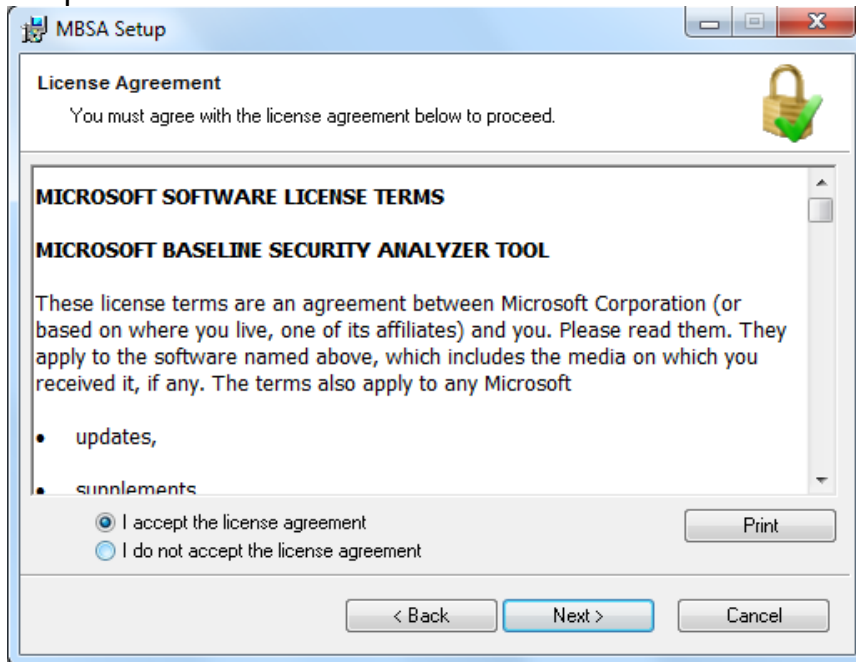 MBSA Setup
License Agreement
You must agree with the license agreement below to proceed.
MICROSOFT SOFTWARE LICENSE TERMS
MICROSOFT BASELINE SECURITY ANALYZER TOOL
These license terms are an agreement between Microsoft Corporation (or
based on where you live, one of its affiliates) and you. Please read them. They
apply to the software named above, which includes the media on which you
received it, if any. The terms also apply to any Microsoft
• updates,
• supplements
I accept the license agreement
Print
I do not accept the license agreement
< Back
Next >
Cancel